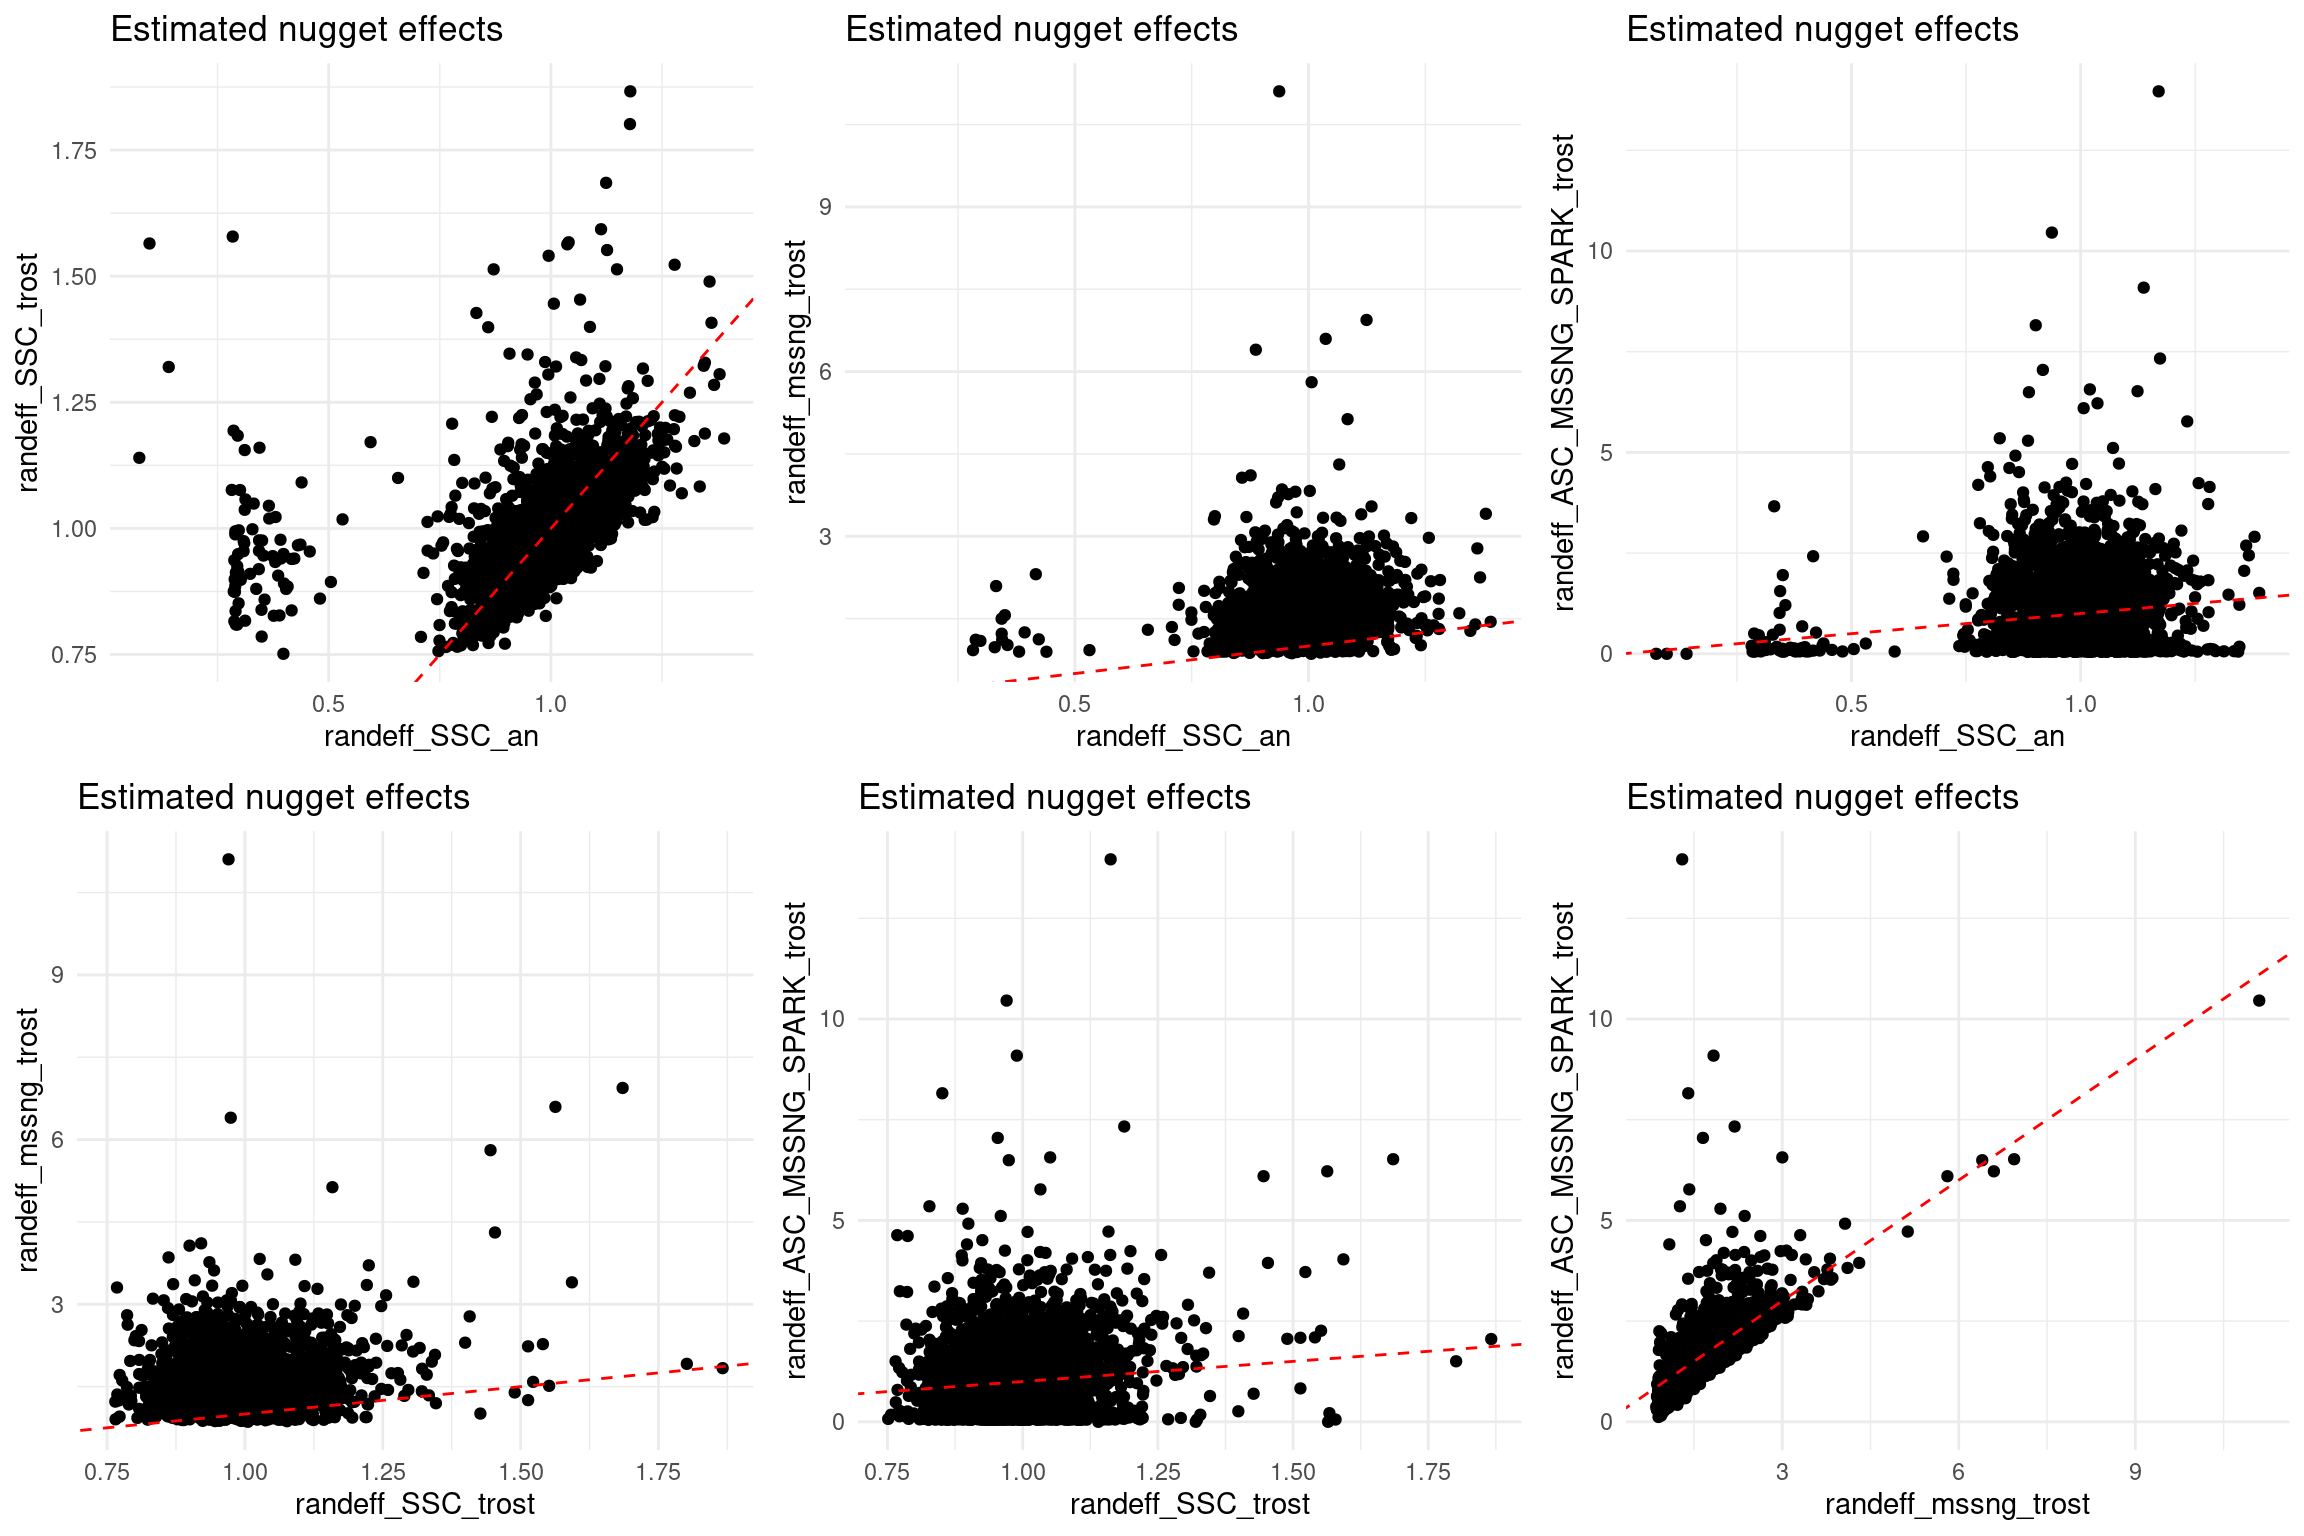 Estimated nugget effects
randeff_SSC_trost
1.75
1.50
1.25
1.00
0.75
0.5
1.0
randeff_SSC_an
Estimated nugget effects
randeff_mssng_trost
9
6
3
0.5
1.0
randeff_SSC_an
Estimated nugget effects
randeff_ASC_MSSNG_SPARK_trost
10
5
0
0.5
1.0
randeff_SSC_an
Estimated nugget effects
randeff_mssng_trost
9
6
3
0.75
1.00
1.25
1.50
1.75
randeff_SSC_trost
Estimated nugget effects
randeff_ASC_MSSNG_SPARK_trost
10
5
0
0.75
1.00
1.25
1.50
1.75
randeff_SSC_trost
Estimated nugget effects
randeff_ASC_MSSNG_SPARK_trost
10
5
0
3
6
9
randeff_mssng_trost